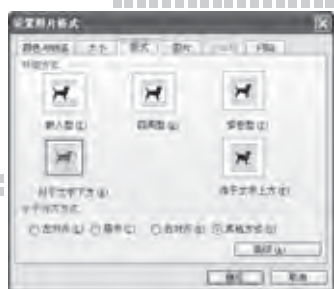 设置图片格式
颜色与线条 大小 版式 图片 网站
环绕方式
嵌入型(I) 四周型(Q) 紧密型(T)
衬于文字下方(B) 浮于文字上方(F)
水平对齐方式
左对齐(L) 居中(C) 右对齐(R) 其他方式(O)
高级(A)
确定 取消